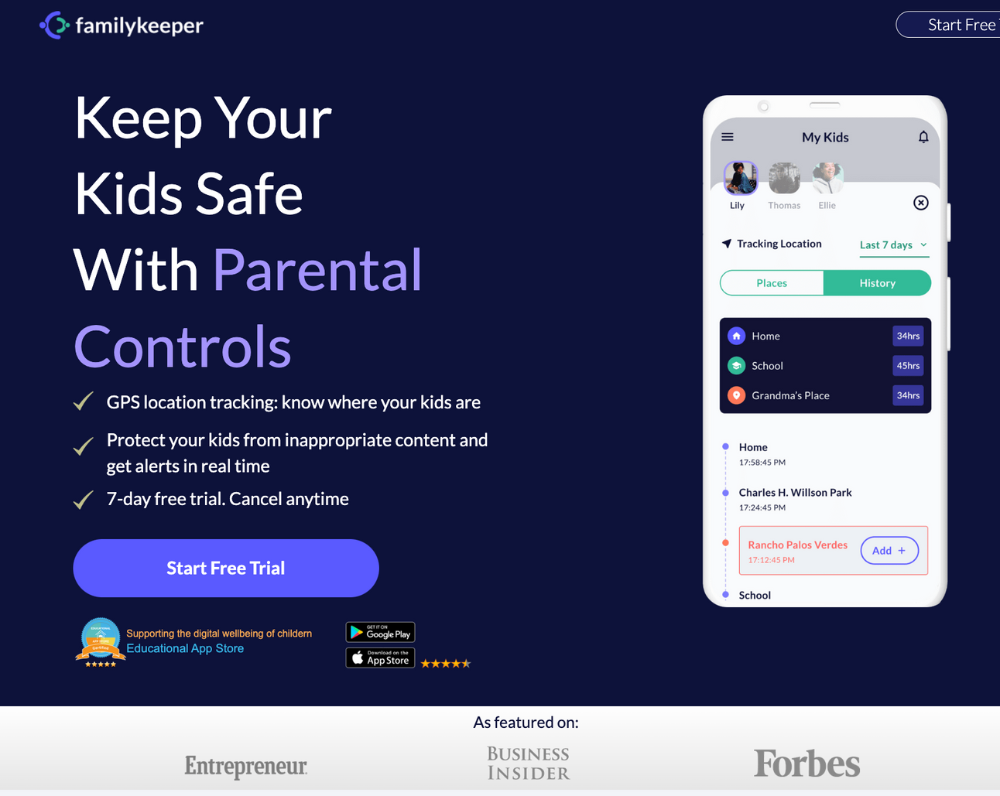 familykeeper
Start Free
Keep Your
Kids Safe
With Parental
Controls
GPS location tracking: know where your kids are
Protect your kids from inappropriate content and
get alerts in real time
7-day free trial. Cancel anytime
Start Free Trial
EDUCATIONAL
APP STORE
Certified
Supporting the digital wellbeing of childern
Educational App Store
GET IT ON
Google Play
Download on the
App Store
My Kids
Lily
Thomas
Ellie
Tracking Location
Last 7 days
Places
History
Home
34hrs
School
45hrs
Grandma's Place
34hrs
Home
17:58:45 PM
Charles H. Willson Park
17:24:45 PM
Rancho Palos Verdes
17:12:45 PM
Add +
School
As featured on:
Entrepreneur
BUSINESS
INSIDER
Forbes